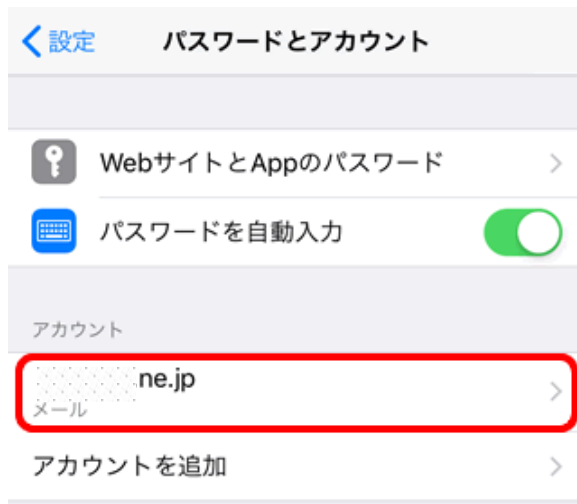 設定 パスワードとアカウント
WebサイトとAppのパスワード
パスワードを自動入力
アカウント
ne.jp
メール
アカウントを追加